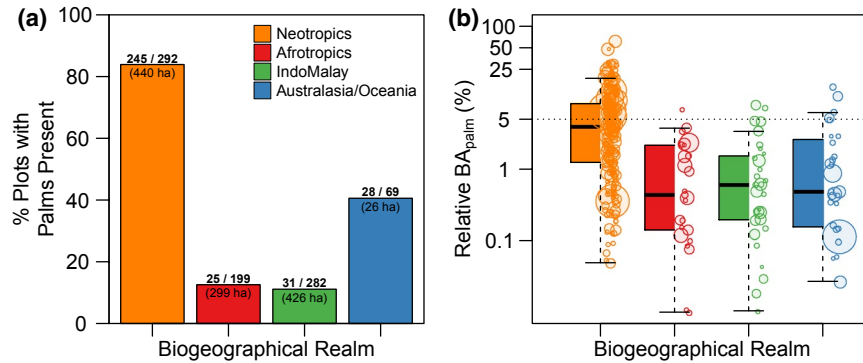 (a)
% Plots with
Palms Present
100
80
60
40
20
0
245 / 292
(440 ha)
25 / 199
(299 ha)
31 / 282
(426 ha)
28 / 69
(26 ha)
Neotropics
Afrotropics
IndoMalay
Australasia/Oceania
Biogeographical Realm
(b)
Relative BApalm (%)
100
50
25
5
1
0.1
Biogeographical Realm